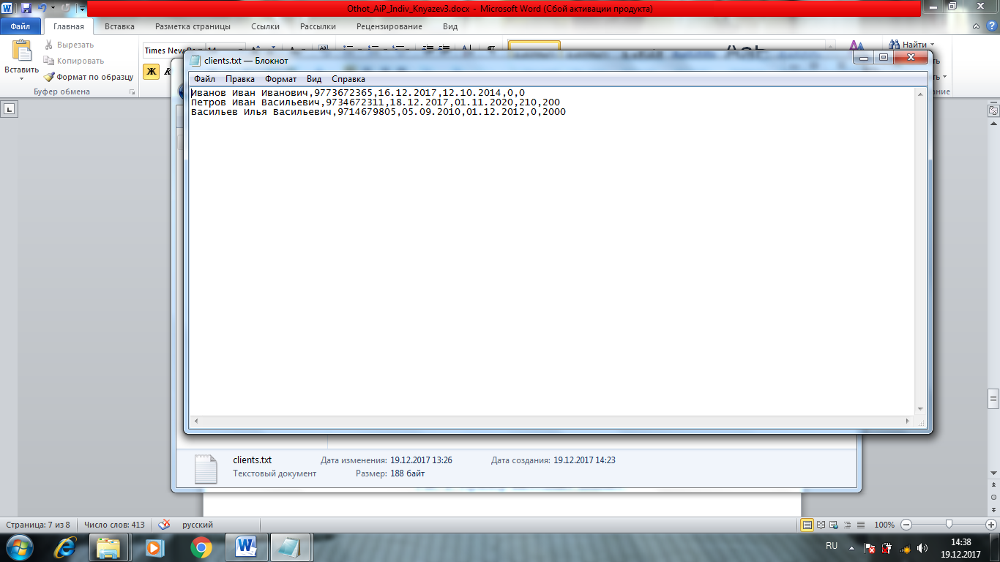 Othot_AiP_Indiv_Knyazev3.docx - Microsoft Word (Сбой активации продукта)
Файл Главная Вставка Разметка страницы Ссылки Рассылки Рецензирование Вид
Вставить
Вырезать
Копировать
Формат по образцу
Буфер обмена
Times New
Ж
Найти
clients.txt — Блокнот
Файл Правка Формат Вид Справка
Иванов Иван Иванович,9773672365,16.12.2017,12.10.2014,0,0
Петров Иван Васильевич,9734672311,18.12.2017,01.11.2020,210,200
Васильев Илья Васильевич,9714679805,05.09.2010,01.12.2012,0,2000
clients.txt Дата изменения: 19.12.2017 13:26 Дата создания: 19.12.2017 14:23
Текстовый документ Размер: 188 байт
Страница: 7 из 8 Число слов: 413 русский 100%
RU 14:38
19.12.2017